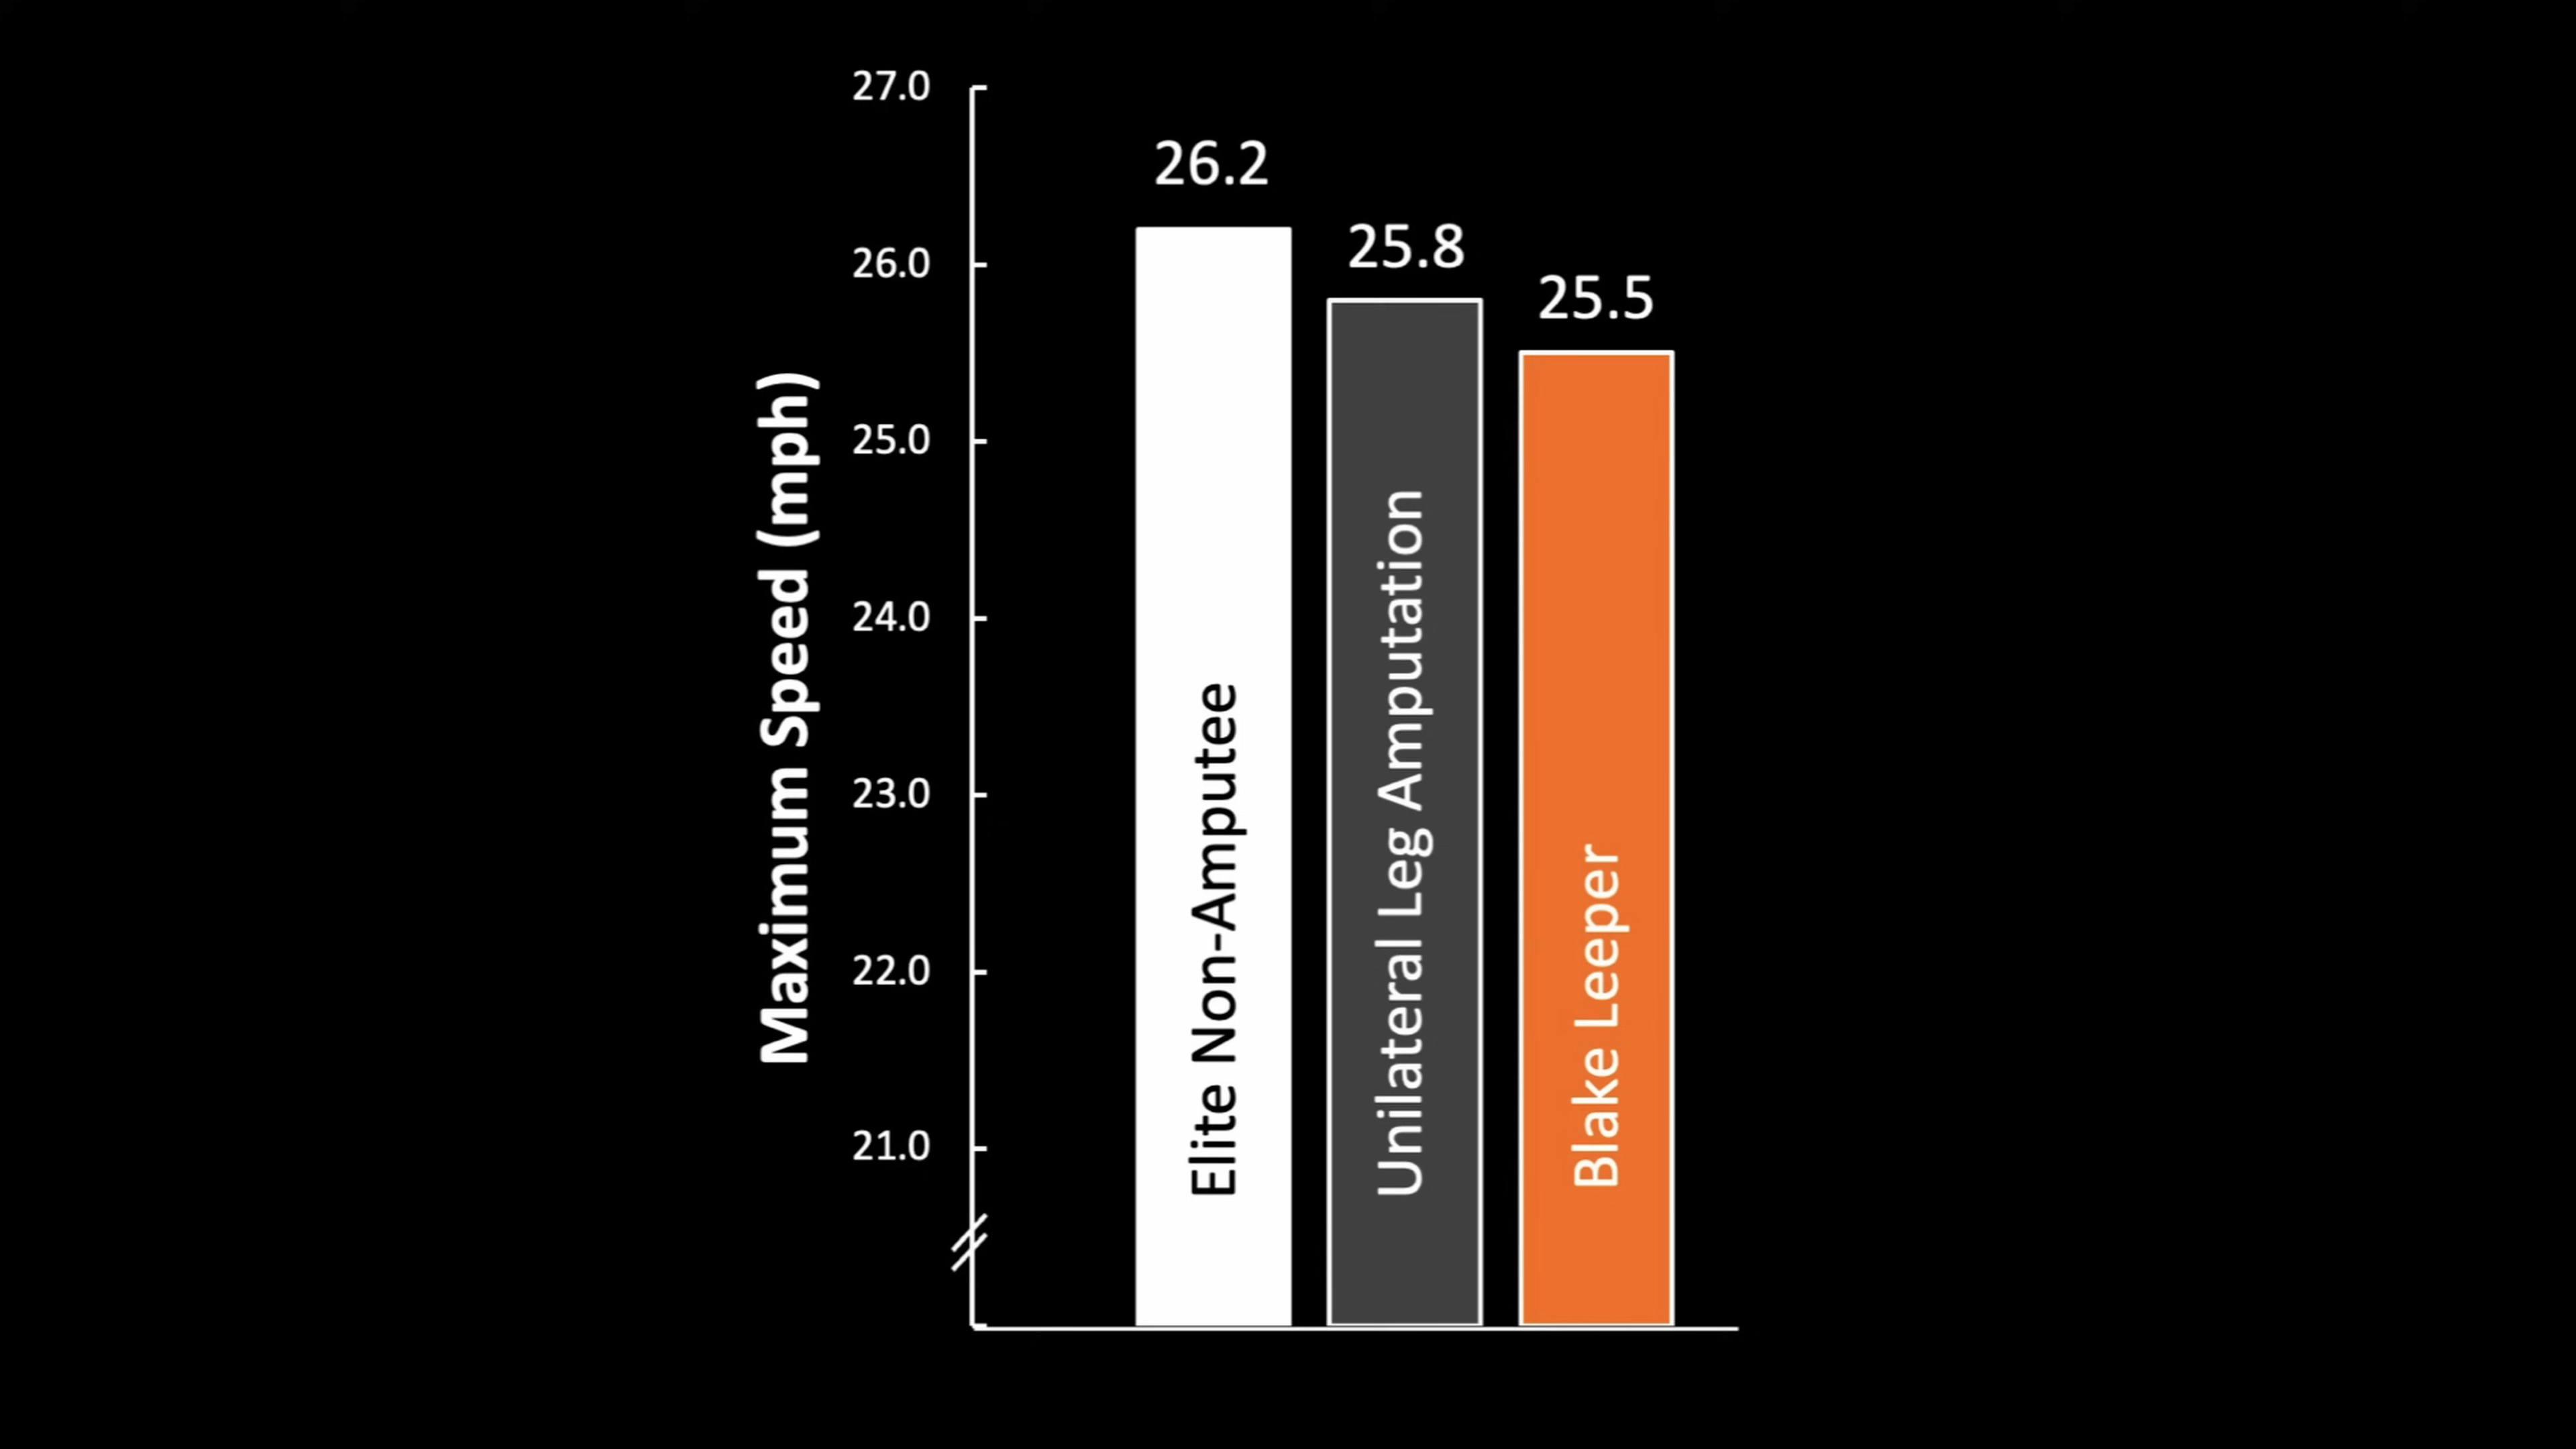 27.0
26.0
25.0
24.0
23.0
22.0
21.0
Maximum Speed (mph)
26.2
25.8
25.5
Elite Non-Amputee
Unilateral Leg Amputation
Blake Leeper